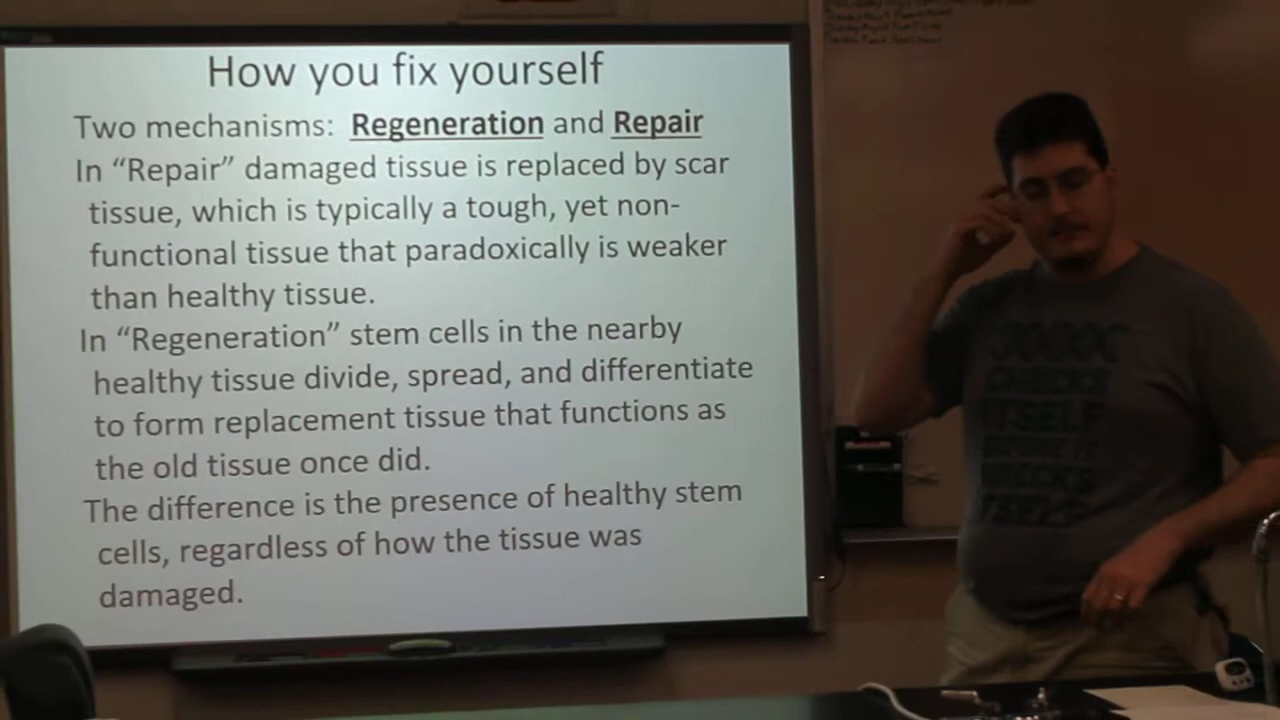 How you fix yourself
Two mechanisms: Regeneration and Repair
In “Repair” damaged tissue is replaced by scar
tissue, which is typically a tough, yet non-
functional tissue that paradoxically is weaker
than healthy tissue.
In “Regeneration” stem cells in the nearby
healthy tissue divide, spread, and differentiate
to form replacement tissue that functions as
the old tissue once did.
The difference is the presence of healthy stem
cells, regardless of how the tissue was
damaged.
CHECKS
ITSELF